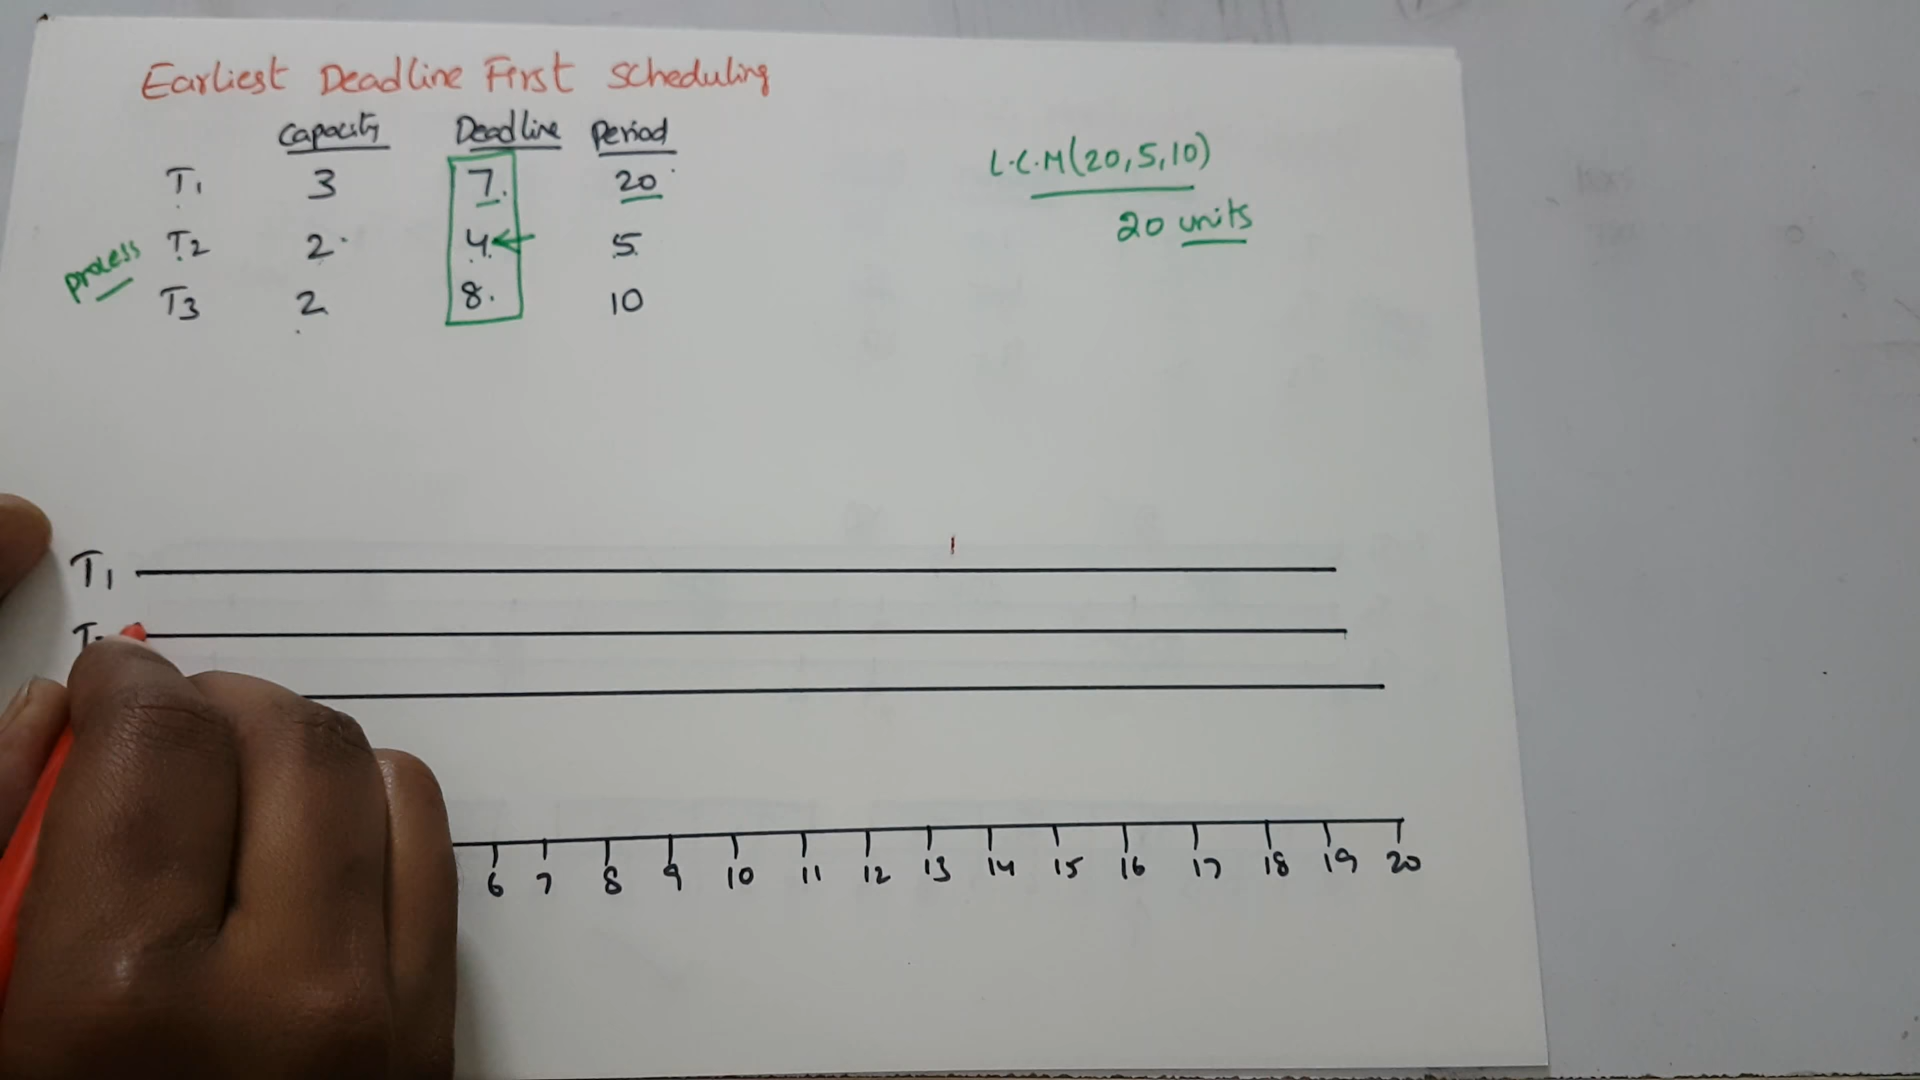 Earliest Deadline First Scheduling
Capacity Deadline Period
T1 3 7. 20
T2 2 4 5
T3 2 8. 10
process
L.C.M(20,5,10)
20 units
T1
6 7 8 9 10 11 12 13 14 15 16 17 18 19 20